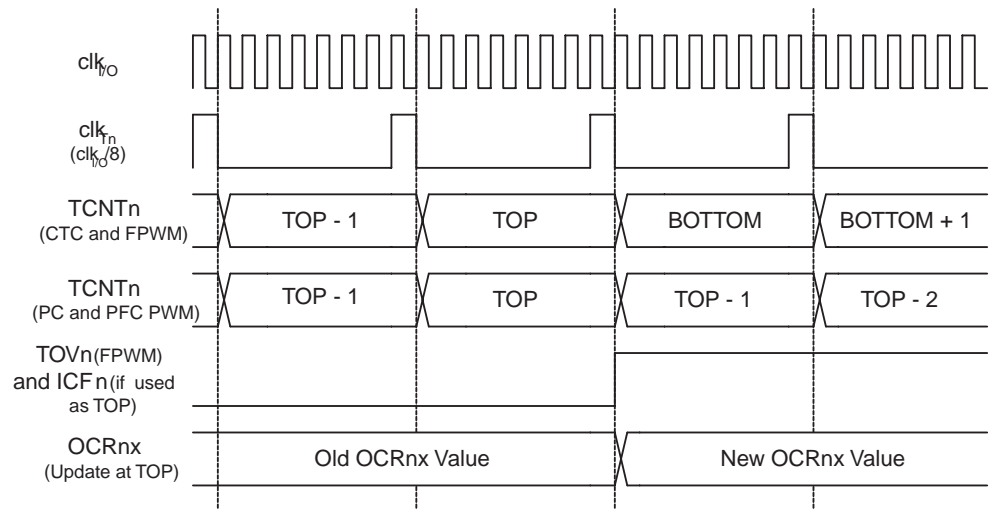 clkI/O
clkTn
(clkI/O/8)
TCNTn
(CTC and FPWM)
TOP - 1
TOP
BOTTOM
BOTTOM + 1
TCNTn
(PC and PFC PWM)
TOP - 1
TOP
TOP - 1
TOP - 2
TOVn(FPWM)
and ICFn(if used
as TOP)
OCRnx
(Update at TOP)
Old OCRnx Value
New OCRnx Value